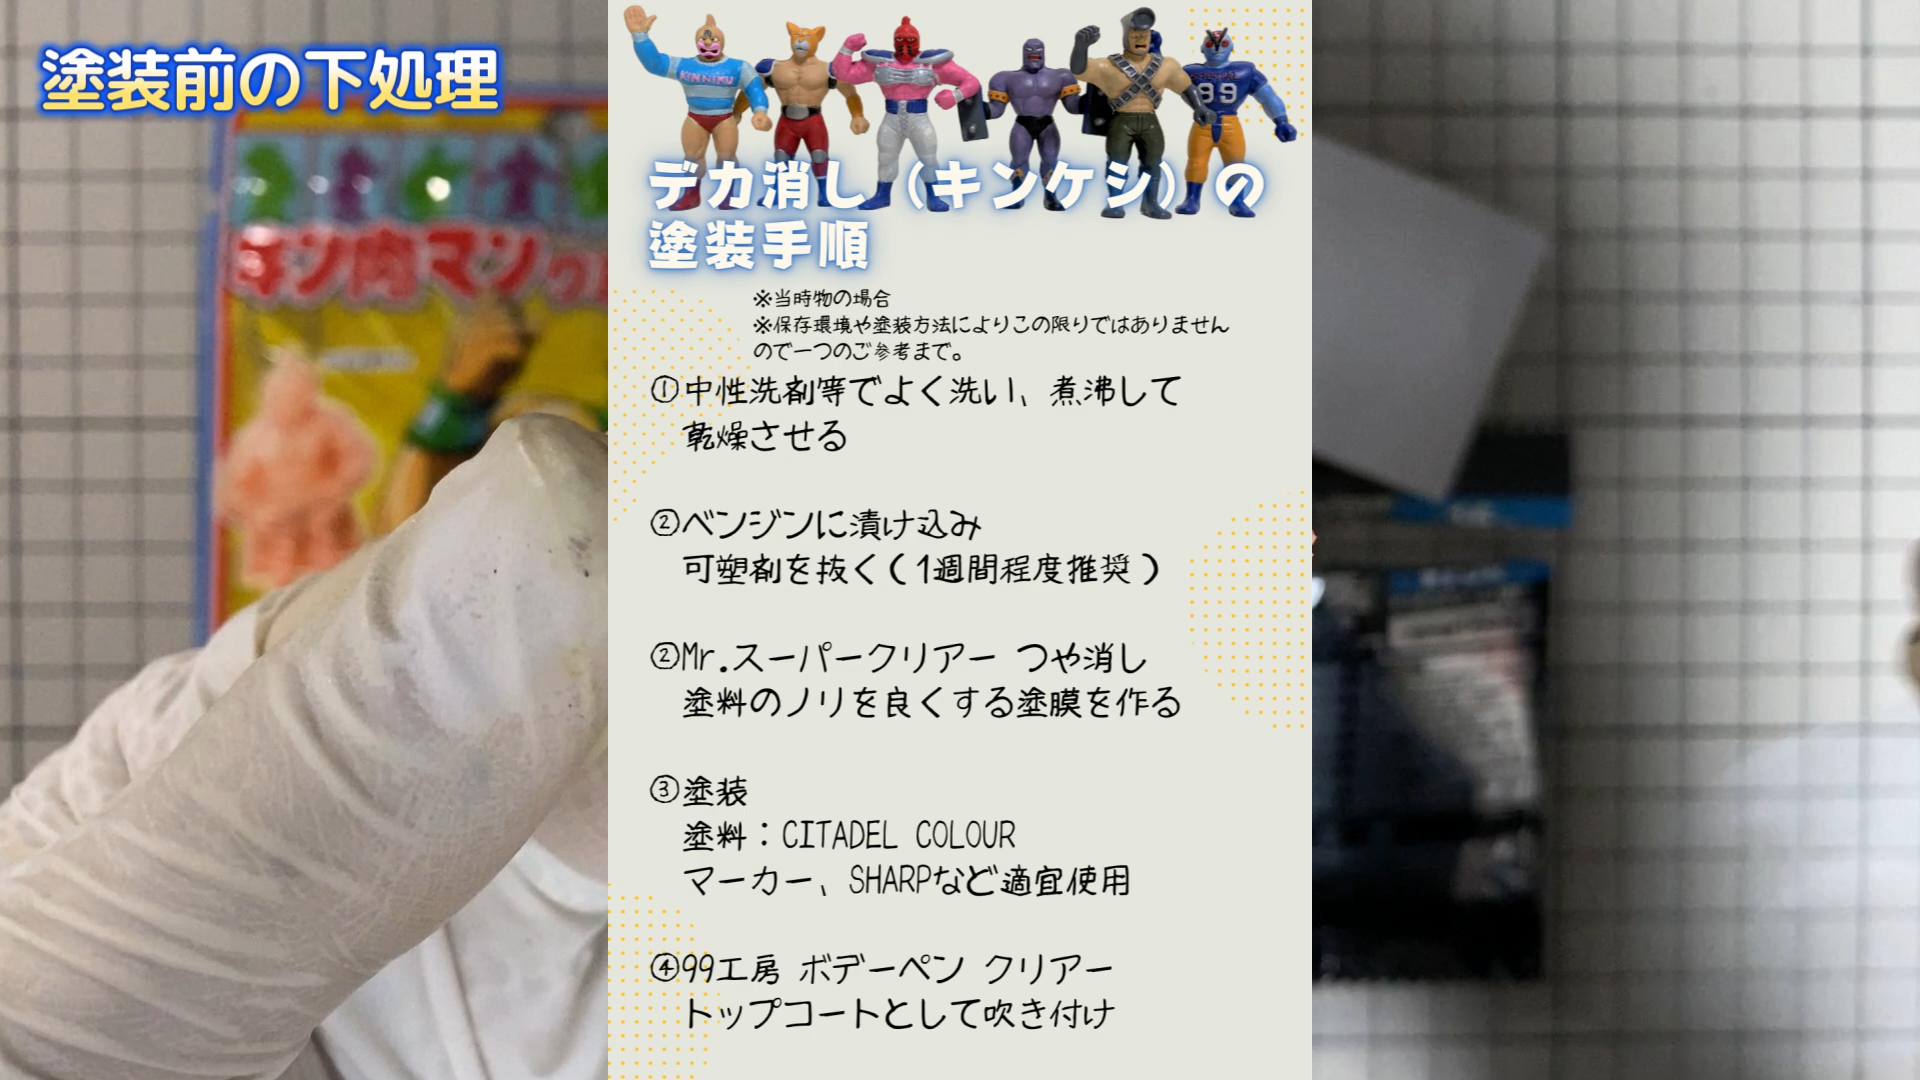 塗装前の下処理
キン肉マン
KINNIKU
89
デカ消し（キンケシ）の
塗装手順
※当時物の場合
※保存環境や塗装方法によりこの限りではありません
ので一つのご参考まで。
①中性洗剤等でよく洗い、煮沸して
乾燥させる
②ベンジンに漬け込み
可塑剤を抜く（1週間程度推奨）
②Mr.スーパークリアー つや消し
塗料のノリを良くする塗膜を作る
③塗装
塗料：CITADEL COLOUR
マーカー、SHARPなど適宜使用
④99工房 ボデーペン クリアー
トップコートとして吹き付け